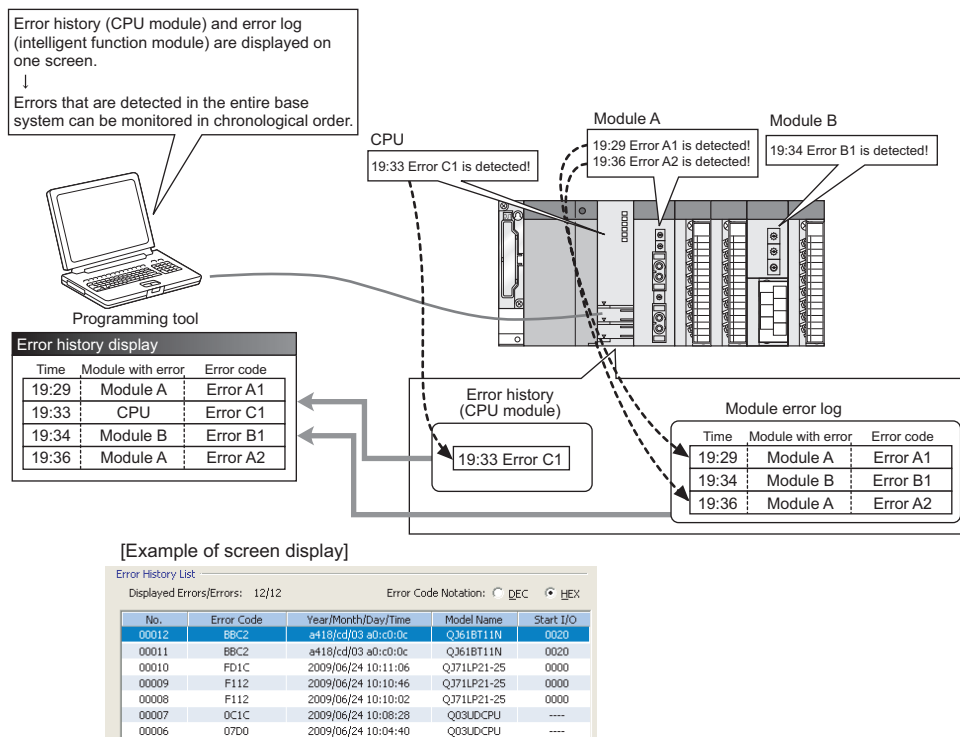 Error history (CPU module) and error log
(intelligent function module) are displayed on
one screen.
↓
Errors that are detected in the entire base
system can be monitored in chronological order.
CPU
19:33 Error C1 is detected!
Module A
19:29 Error A1 is detected!
19:36 Error A2 is detected!
Module B
19:34 Error B1 is detected!
Programming tool
Error history display
Time Module with error Error code
19:29 Module A Error A1
19:33 CPU Error C1
19:34 Module B Error B1
19:36 Module A Error A2
Error history
(CPU module)
19:33 Error C1
Module error log
Time Module with error Error code
19:29 Module A Error A1
19:34 Module B Error B1
19:36 Module A Error A2
[Example of screen display]
Error History List
Displayed Errors/Errors: 12/12 Error Code Notation: DEC HEX
No. Error Code Year/Month/Day/Time Model Name Start I/O
00012 BBC2 a418/cd/03 a0:c0:0c QJ61BT11N 0020
00011 BBC2 a418/cd/03 a0:c0:0c QJ61BT11N 0020
00010 FD1C 2009/06/24 10:11:06 QJ71LP21-25 0000
00009 F112 2009/06/24 10:10:46 QJ71LP21-25 0000
00008 F112 2009/06/24 10:10:02 QJ71LP21-25 0000
00007 0C1C 2009/06/24 10:08:28 Q03UDCPU ----
00006 07D0 2009/06/24 10:04:40 Q03UDCPU ----